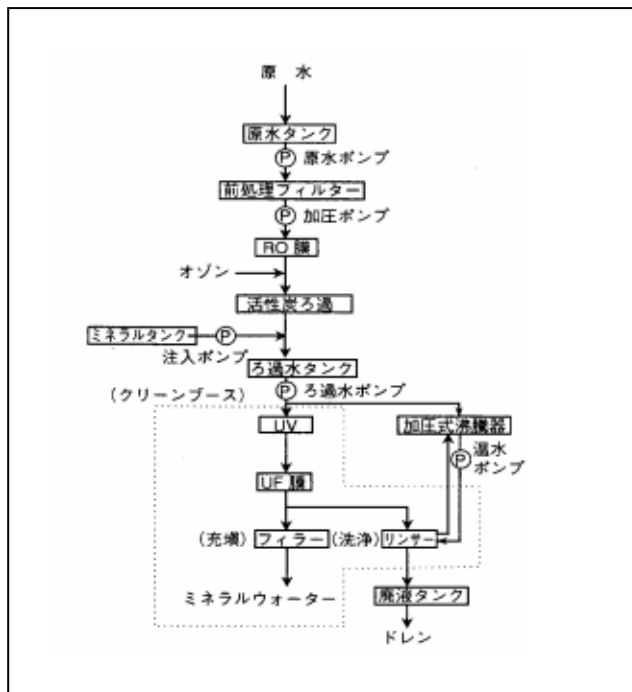 原 水
原水タンク
P 原水ポンプ
前処理フィルター
P 加圧ポンプ
RO 膜
オゾン
活性炭ろ過
ミネラルタンク P
注入ポンプ
ろ過水タンク
(クリーンブース) P ろ過水ポンプ
UV 加圧式沸騰器
P 温水
ポンプ
UF 膜
(充塡) フィラー (洗浄) リンサー
ミネラルウォーター 廃液タンク
ドレン